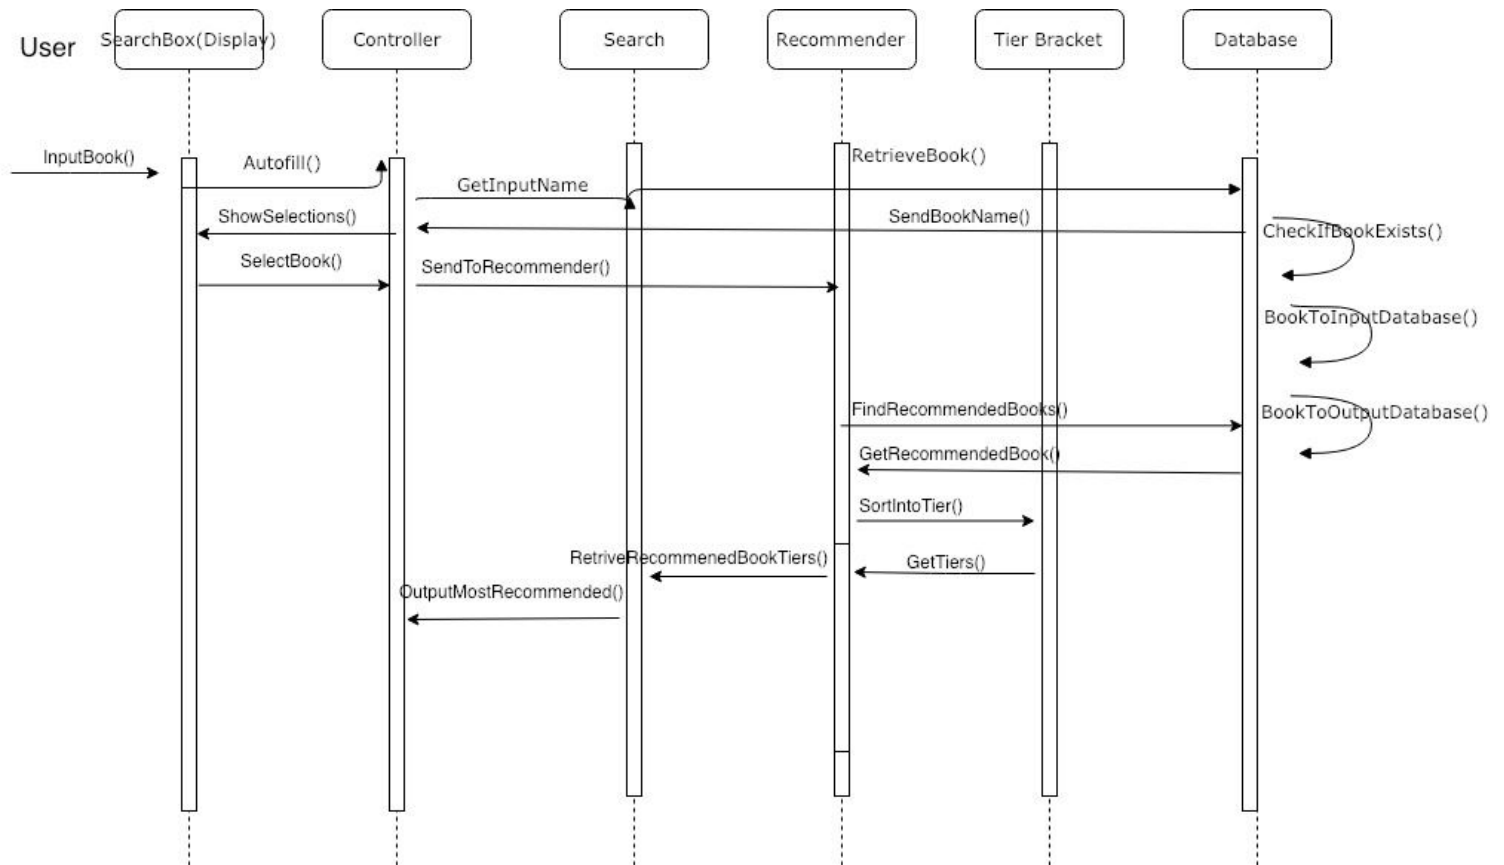 User
SearchBox(Display)
Controller
Search
Recommender
Tier Bracket
Database
InputBook()
Autofill()
RetrieveBook()
GetInputName
ShowSelections()
SendBookName()
CheckIfBookExists()
SelectBook()
SendToRecommender()
BookToInputDatabase()
FindRecommendedBooks()
BookToOutputDatabase()
GetRecommendedBook()
SortIntoTier()
RetriveRecommenedBookTiers()
GetTiers()
OutputMostRecommended()